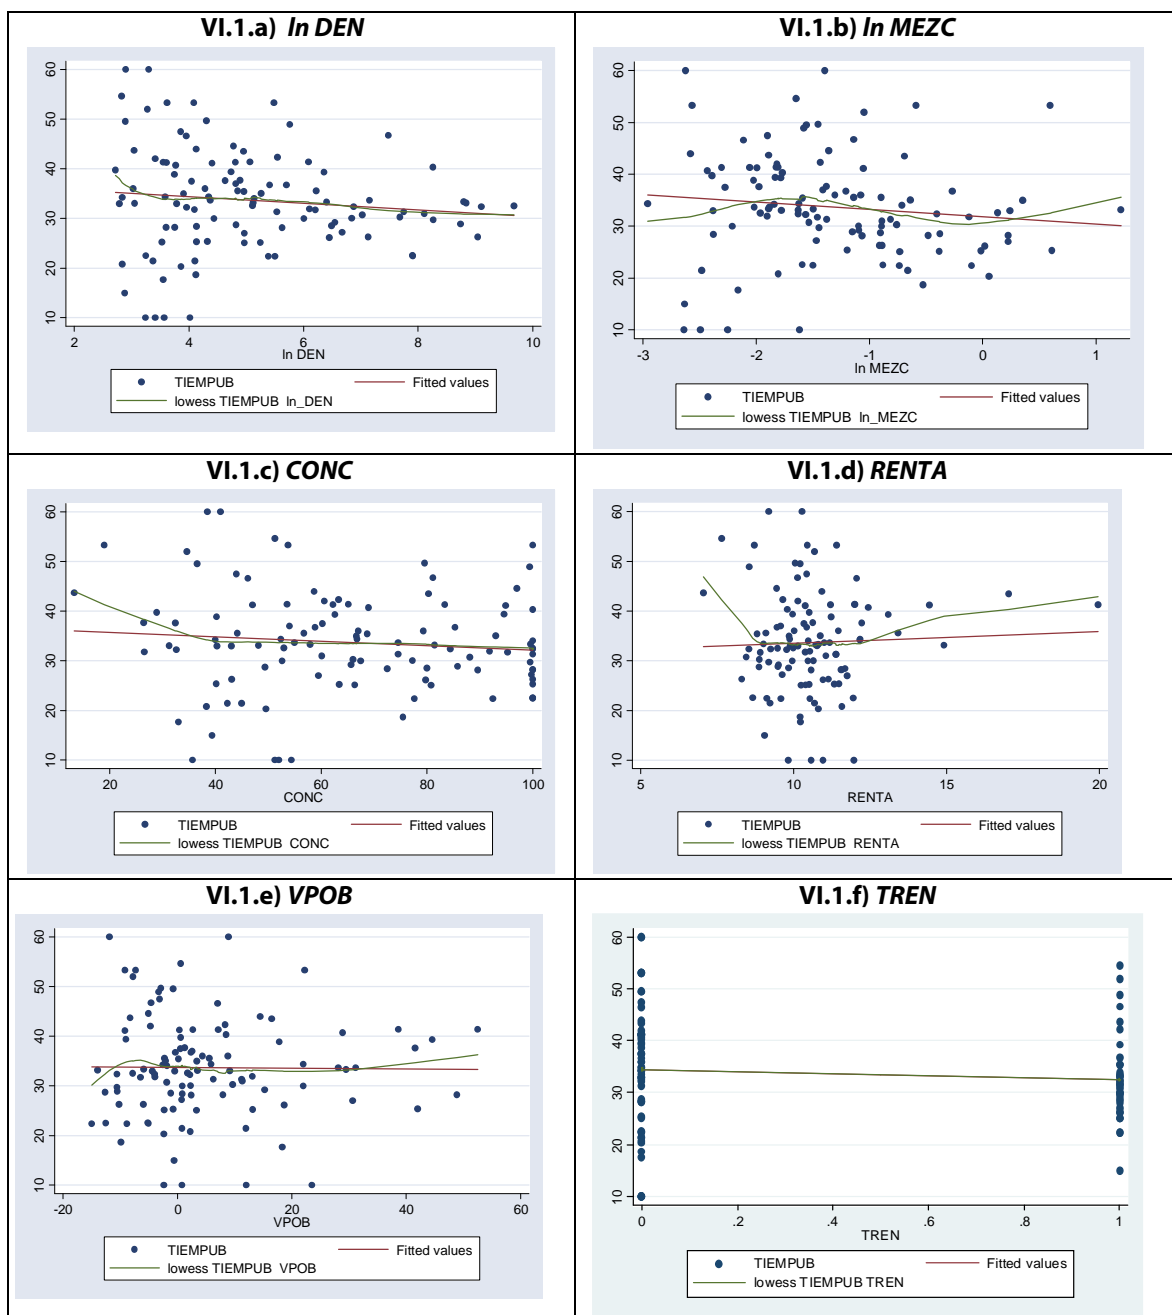 VI.1.a) ln DEN
60
50
40
30
20
10
2 4 6 8 10
ln DEN
TIEMPUB Fitted values
lowess TIEMPUB ln_DEN
VI.1.b) ln MEZC
60
50
40
30
20
10
-3 -2 -1 0 1
ln MEZC
TIEMPUB Fitted values
lowess TIEMPUB ln_MEZC
VI.1.c) CONC
60
50
40
30
20
10
20 40 60 80 100
CONC
TIEMPUB Fitted values
lowess TIEMPUB CONC
VI.1.d) RENTA
60
50
40
30
20
10
5 10 15 20
RENTA
TIEMPUB Fitted values
lowess TIEMPUB RENTA
VI.1.e) VPOB
60
50
40
30
20
10
-20 0 20 40 60
VPOB
TIEMPUB Fitted values
lowess TIEMPUB VPOB
VI.1.f) TREN
60
50
40
30
20
10
0 .2 .4 .6 .8 1
TREN
TIEMPUB Fitted values
lowess TIEMPUB TREN